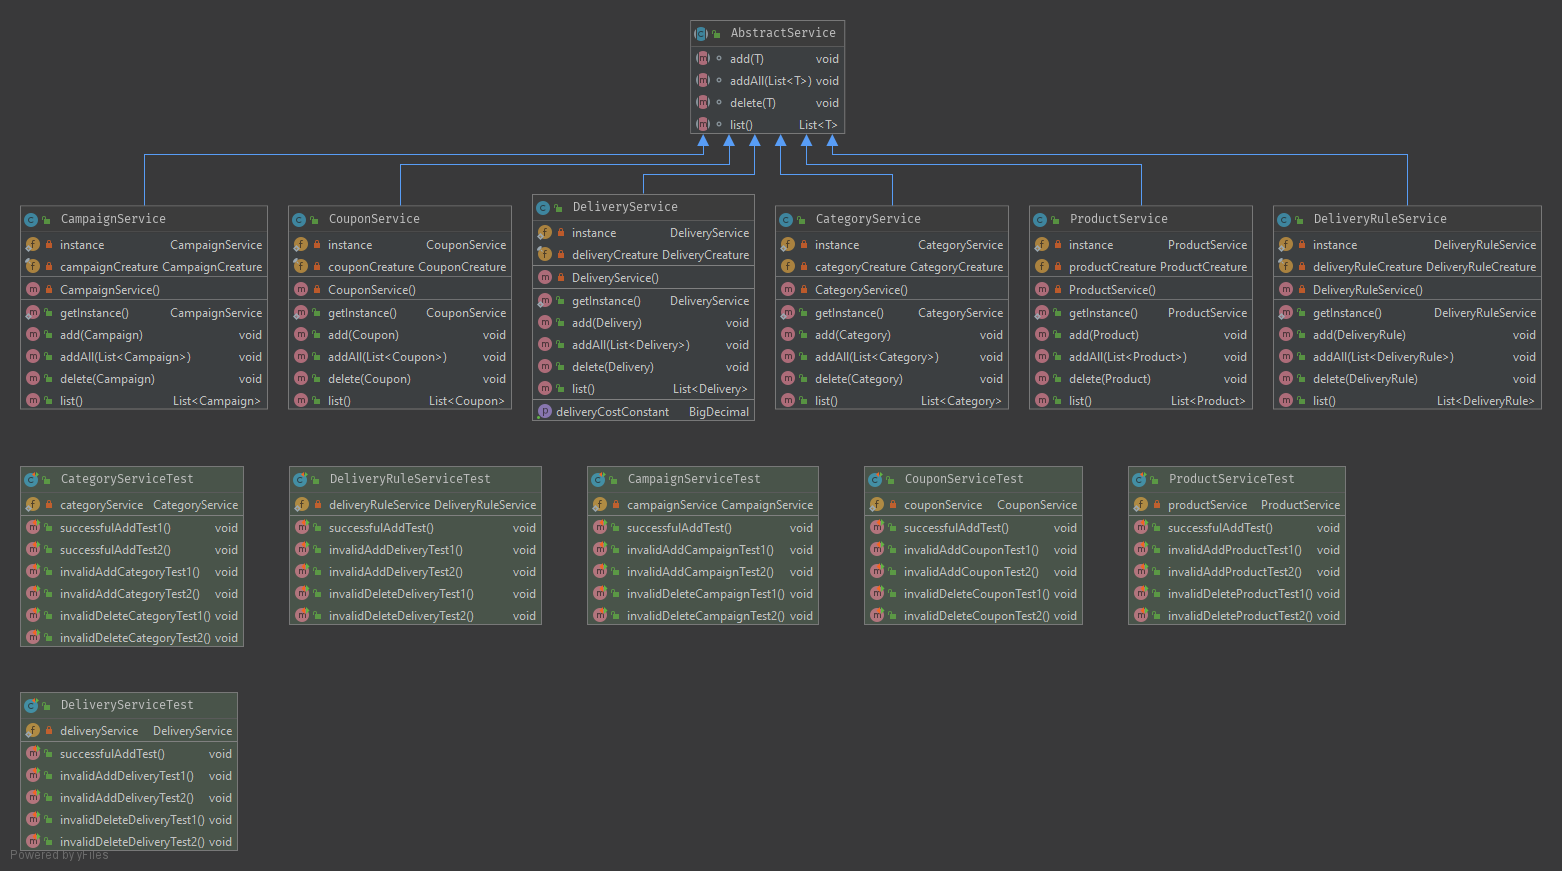 AbstractService
add(T) void
addAll(List<T>) void
delete(T) void
list() List<T>
CampaignService
instance CampaignService
campaignCreature CampaignCreature
CampaignService()
getInstance() CampaignService
add(Campaign) void
addAll(List<Campaign>) void
delete(Campaign) void
list() List<Campaign>
CouponService
instance CouponService
couponCreature CouponCreature
CouponService()
getInstance() CouponService
add(Coupon) void
addAll(List<Coupon>) void
delete(Coupon) void
list() List<Coupon>
DeliveryService
instance DeliveryService
deliveryCreature DeliveryCreature
DeliveryService()
getInstance() DeliveryService
add(Delivery) void
addAll(List<Delivery>) void
delete(Delivery) void
list() List<Delivery>
deliveryCostConstant BigDecimal
CategoryService
instance CategoryService
categoryCreature CategoryCreature
CategoryService()
getInstance() CategoryService
add(Category) void
addAll(List<Category>) void
delete(Category) void
list() List<Category>
ProductService
instance ProductService
productCreature ProductCreature
ProductService()
getInstance() ProductService
add(Product) void
addAll(List<Product>) void
delete(Product) void
list() List<Product>
DeliveryRuleService
instance DeliveryRuleService
deliveryRuleCreature DeliveryRuleCreature
DeliveryRuleService()
getInstance() DeliveryRuleService
add(DeliveryRule) void
addAll(List<DeliveryRule>) void
delete(DeliveryRule) void
list() List<DeliveryRule>
CategoryServiceTest
categoryService CategoryService
successfulAddTest1() void
successfulAddTest2() void
invalidAddCategoryTest1() void
invalidAddCategoryTest2() void
invalidDeleteCategoryTest1() void
invalidDeleteCategoryTest2() void
DeliveryRuleServiceTest
deliveryRuleService DeliveryRuleService
successfulAddTest() void
invalidAddDeliveryTest1() void
invalidAddDeliveryTest2() void
invalidDeleteDeliveryTest1() void
invalidDeleteDeliveryTest2() void
CampaignServiceTest
campaignService CampaignService
successfulAddTest() void
invalidAddCampaignTest1() void
invalidAddCampaignTest2() void
invalidDeleteCampaignTest1() void
invalidDeleteCampaignTest2() void
CouponServiceTest
couponService CouponService
successfulAddTest() void
invalidAddCouponTest1() void
invalidAddCouponTest2() void
invalidDeleteCouponTest1() void
invalidDeleteCouponTest2() void
ProductServiceTest
productService ProductService
successfulAddTest() void
invalidAddProductTest1() void
invalidAddProductTest2() void
invalidDeleteProductTest1() void
invalidDeleteProductTest2() void
DeliveryServiceTest
deliveryService DeliveryService
successfulAddTest() void
invalidAddDeliveryTest1() void
invalidAddDeliveryTest2() void
invalidDeleteDeliveryTest1() void
invalidDeleteDeliveryTest2() void
Powered by yFiles